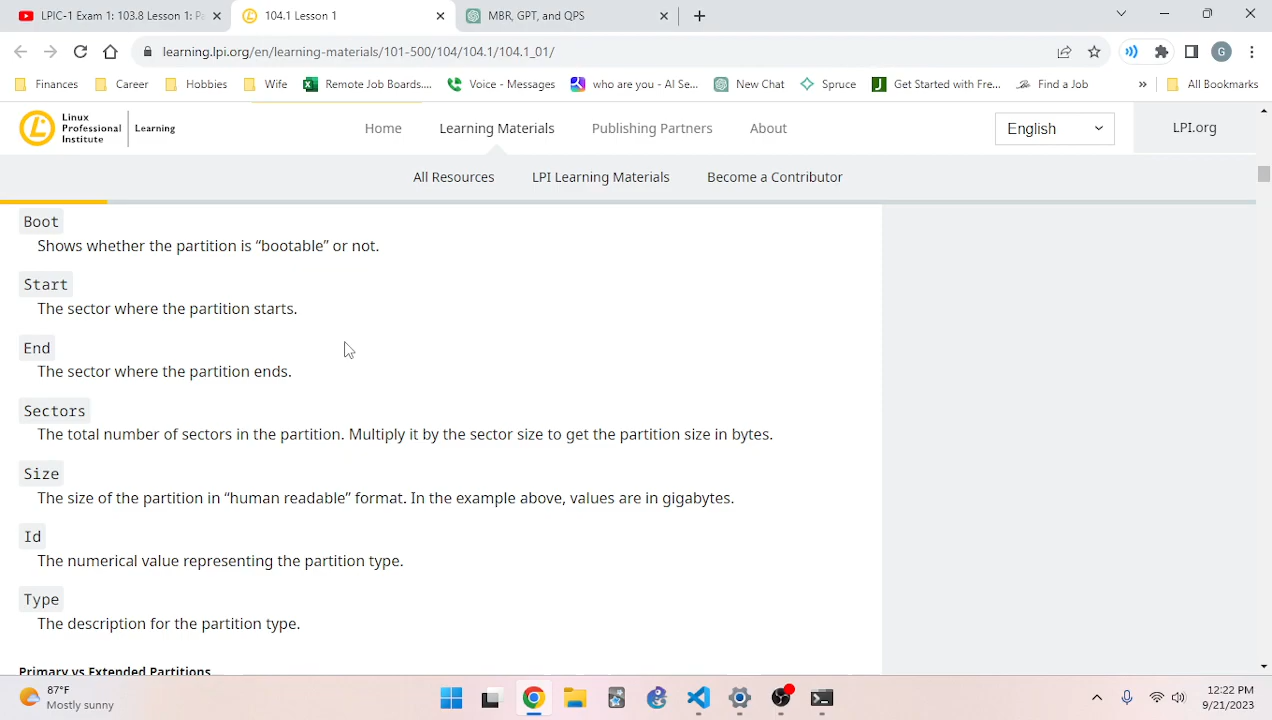 LPIC-1 Exam 1: 103.8 Lesson 1: Pa
104.1 Lesson 1
MBR, GPT, and QPS
learning.lpi.org/en/learning-materials/101-500/104/104.1/104.1_01/
G
Finances
Career
Hobbies
Wife
Remote Job Boards....
Voice - Messages
who are you - AI Se...
New Chat
Spruce
Get Started with Fre...
Find a Job
»
All Bookmarks
Linux
Professional
Institute
Learning
Home
Learning Materials
Publishing Partners
About
English
LPI.org
All Resources
LPI Learning Materials
Become a Contributor
Boot
Shows whether the partition is “bootable” or not.
Start
The sector where the partition starts.
End
The sector where the partition ends.
Sectors
The total number of sectors in the partition. Multiply it by the sector size to get the partition size in bytes.
Size
The size of the partition in “human readable” format. In the example above, values are in gigabytes.
Id
The numerical value representing the partition type.
Type
The description for the partition type.
Primary vs Extended Partitions
87°F
Mostly sunny
12:22 PM
9/21/2023